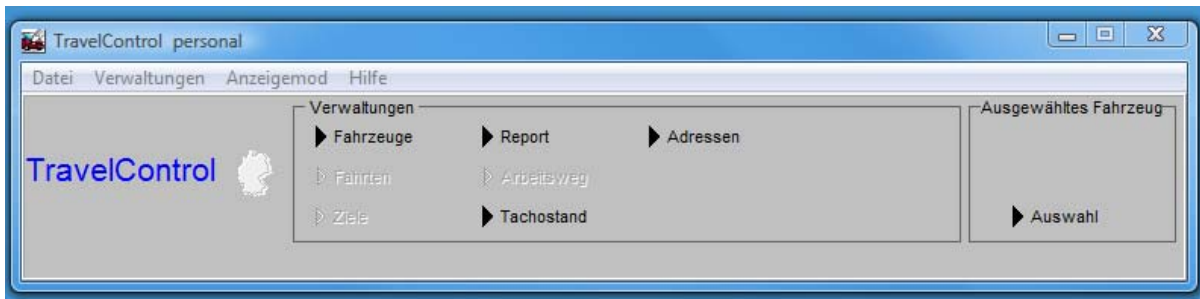 TravelControl personal
Datei Verwaltungen Anzeigemod Hilfe
TravelControl
Verwaltungen
Fahrzeuge Report Adressen
Fahrten Arbeitsweg
Ziele Tachostand
Ausgewähltes Fahrzeug
Auswahl